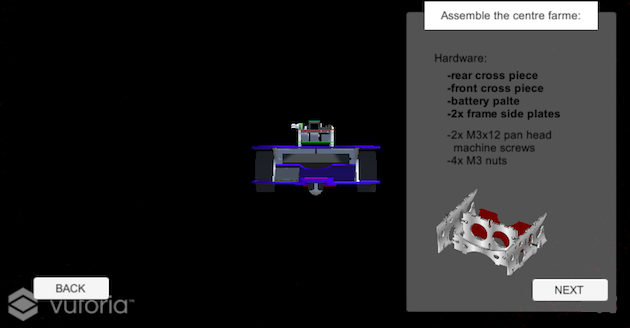 Assemble the centre farme:
Hardware:
-rear cross piece
-front cross piece
-battery palte
-2x frame side plates
-2x M3x12 pan head
machine screws
-4x M3 nuts
BACK
NEXT
vuforia™